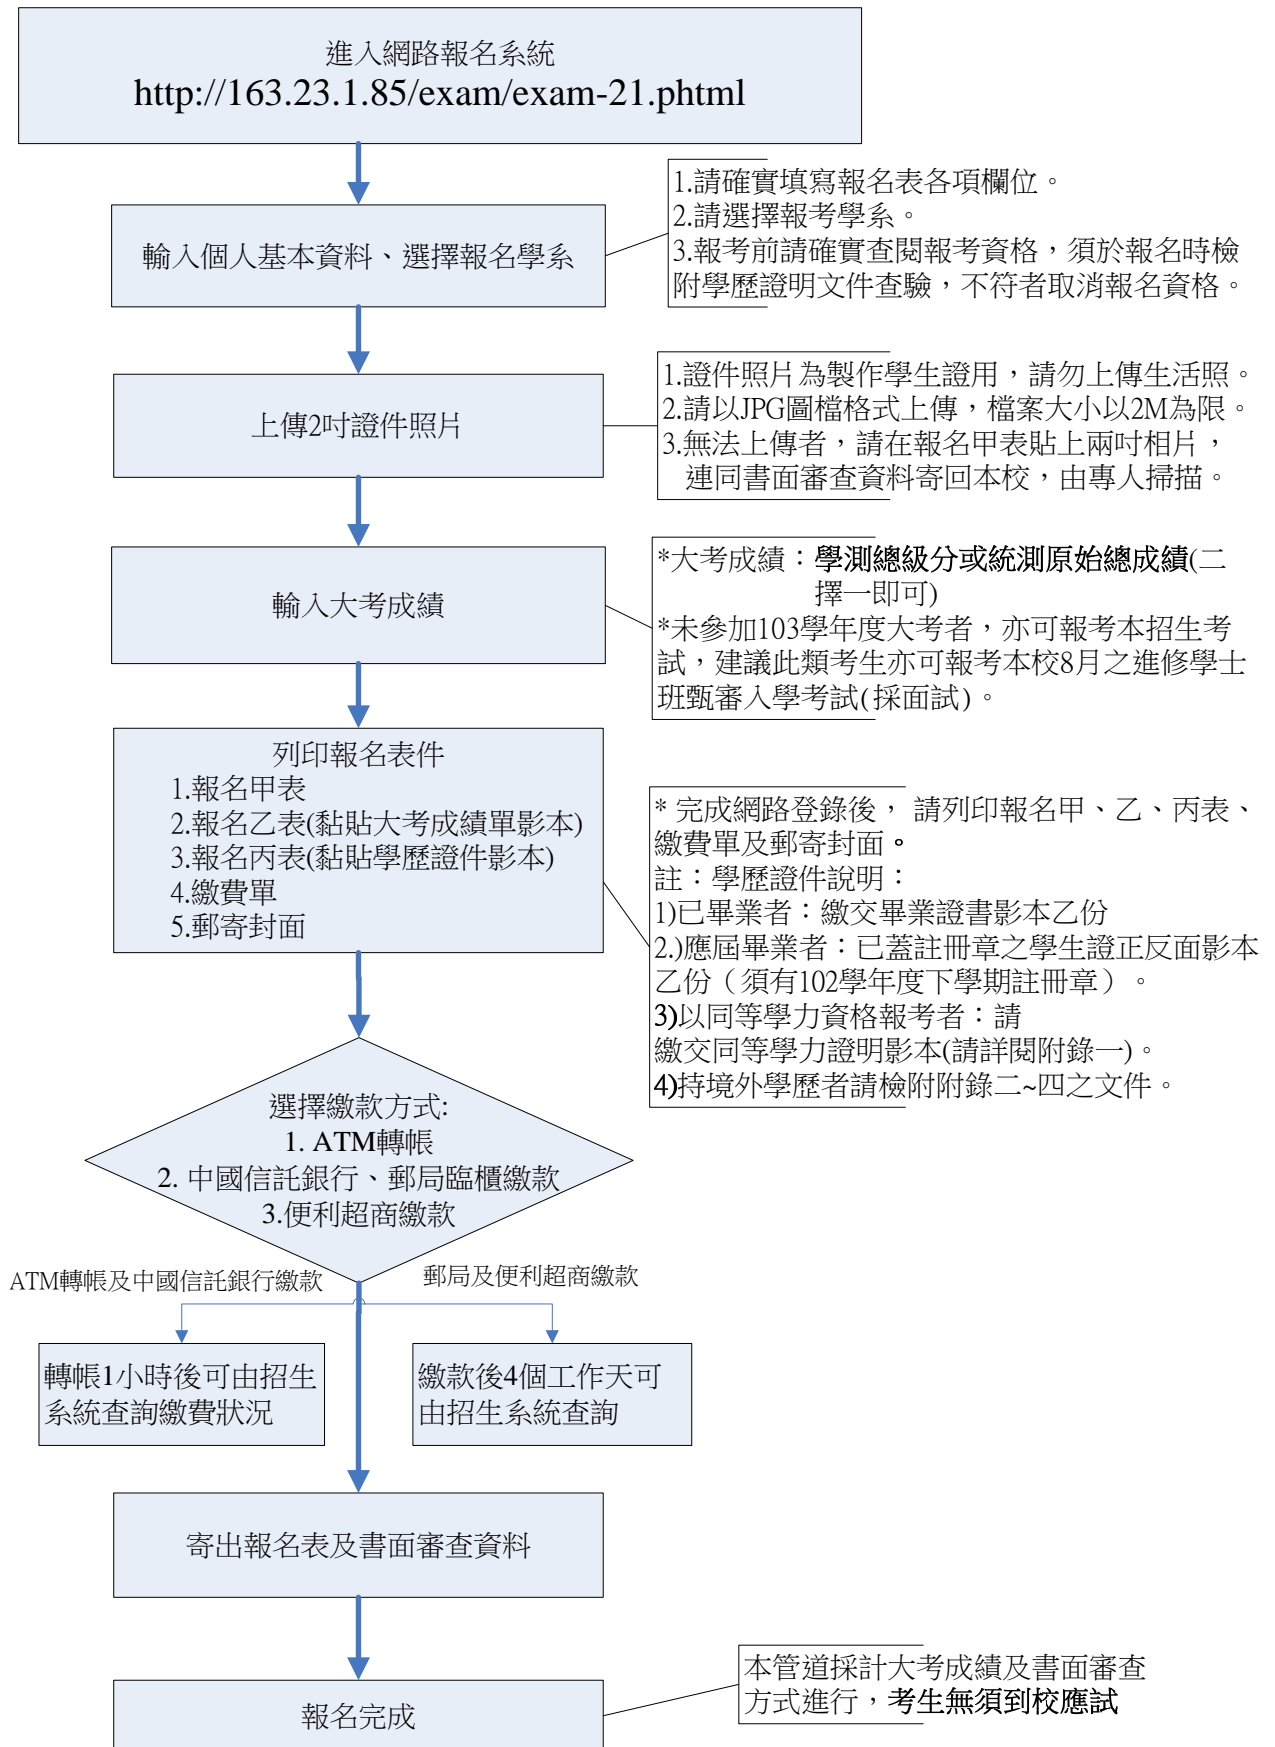 進入網路報名系統
http://163.23.1.85/exam/exam-21.phtml
輸入個人基本資料、選擇報名學系
1.請確實填寫報名表各項欄位。
2.請選擇報考學系。
3.報考前請確實查閱報考資格，須於報名時檢
附學歷證明文件查驗，不符者取消報名資格。
上傳2吋證件照片
1.證件照片為製作學生證用，請勿上傳生活照。
2.請以JPG圖檔格式上傳，檔案大小以2M為限。
3.無法上傳者，請在報名甲表貼上兩吋相片，
連同書面審查資料寄回本校，由專人掃描。
輸入大考成績
*大考成績：學測總級分或統測原始總成績(二
擇一即可)
*未參加103學年度大考者，亦可報考本招生考
試，建議此類考生亦可報考本校8月之進修學士
班甄審入學考試(採面試)。
列印報名表件
1.報名甲表
2.報名乙表(黏貼大考成績單影本)
3.報名丙表(黏貼學歷證件影本)
4.繳費單
5.郵寄封面
* 完成網路登錄後， 請列印報名甲、乙、丙表、
繳費單及郵寄封面。
註：學歷證件說明：
1)已畢業者：繳交畢業證書影本乙份
2.)應屆畢業者：已蓋註冊章之學生證正反面影本
乙份（須有102學年度下學期註冊章）。
3)以同等學力資格報考者：請
繳交同等學力證明影本(請詳閱附錄一)。
4)持境外學歷者請檢附附錄二~四之文件。
選擇繳款方式:
1. ATM轉帳
2. 中國信託銀行、郵局臨櫃繳款
3.便利超商繳款
ATM轉帳及中國信託銀行繳款
郵局及便利超商繳款
轉帳1小時後可由招生
系統查詢繳費狀況
繳款後4個工作天可
由招生系統查詢
寄出報名表及書面審查資料
報名完成
本管道採計大考成績及書面審查
方式進行，考生無須到校應試